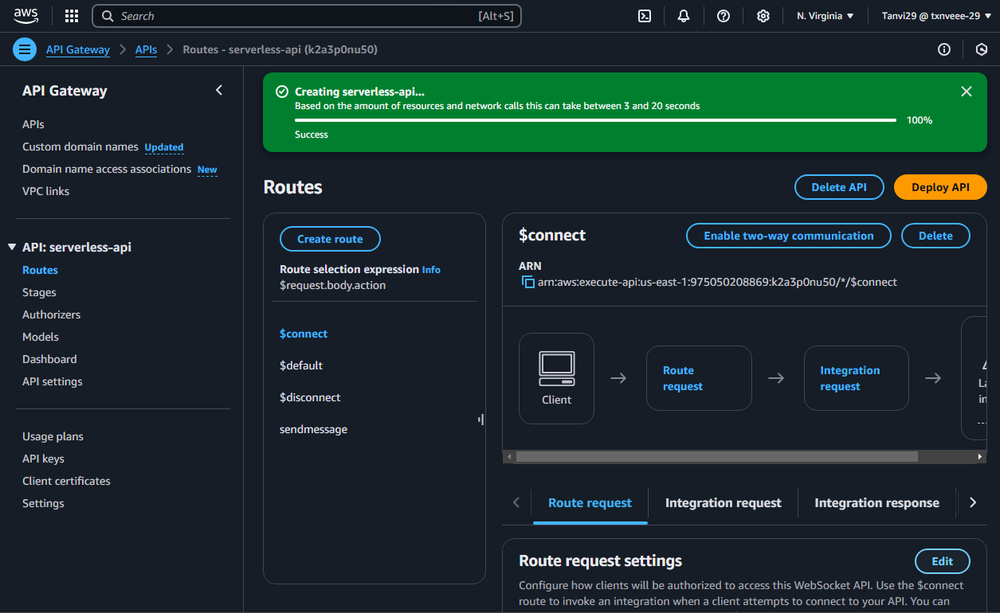 aws
Search [Alt+S]
N. Virginia ▼
Tanvi29 @ txnveee-29 ▼
API Gateway > APIs > Routes - serverless-api (k2a3p0nu50)
API Gateway
APIs
Custom domain names Updated
Domain name access associations New
VPC links
▼ API: serverless-api
Routes
Stages
Authorizers
Models
Dashboard
API settings
Usage plans
API keys
Client certificates
Settings
Creating serverless-api...
Based on the amount of resources and network calls this can take between 3 and 20 seconds
100%
Success
Routes
Delete API
Deploy API
Create route
Route selection expression Info
$request.body.action
$connect
$default
$disconnect
sendmessage
$connect
Enable two-way communication
Delete
ARN
arn:aws:execute-api:us-east-1:975050208869:k2a3p0nu50/*/$connect
Client
Route
request
Integration
request
Route request
Integration request
Integration response
Route request settings
Edit
Configure how clients will be authorized to access this WebSocket API. Use the $connect
route to invoke an integration when a client attempts to connect to your API. You can